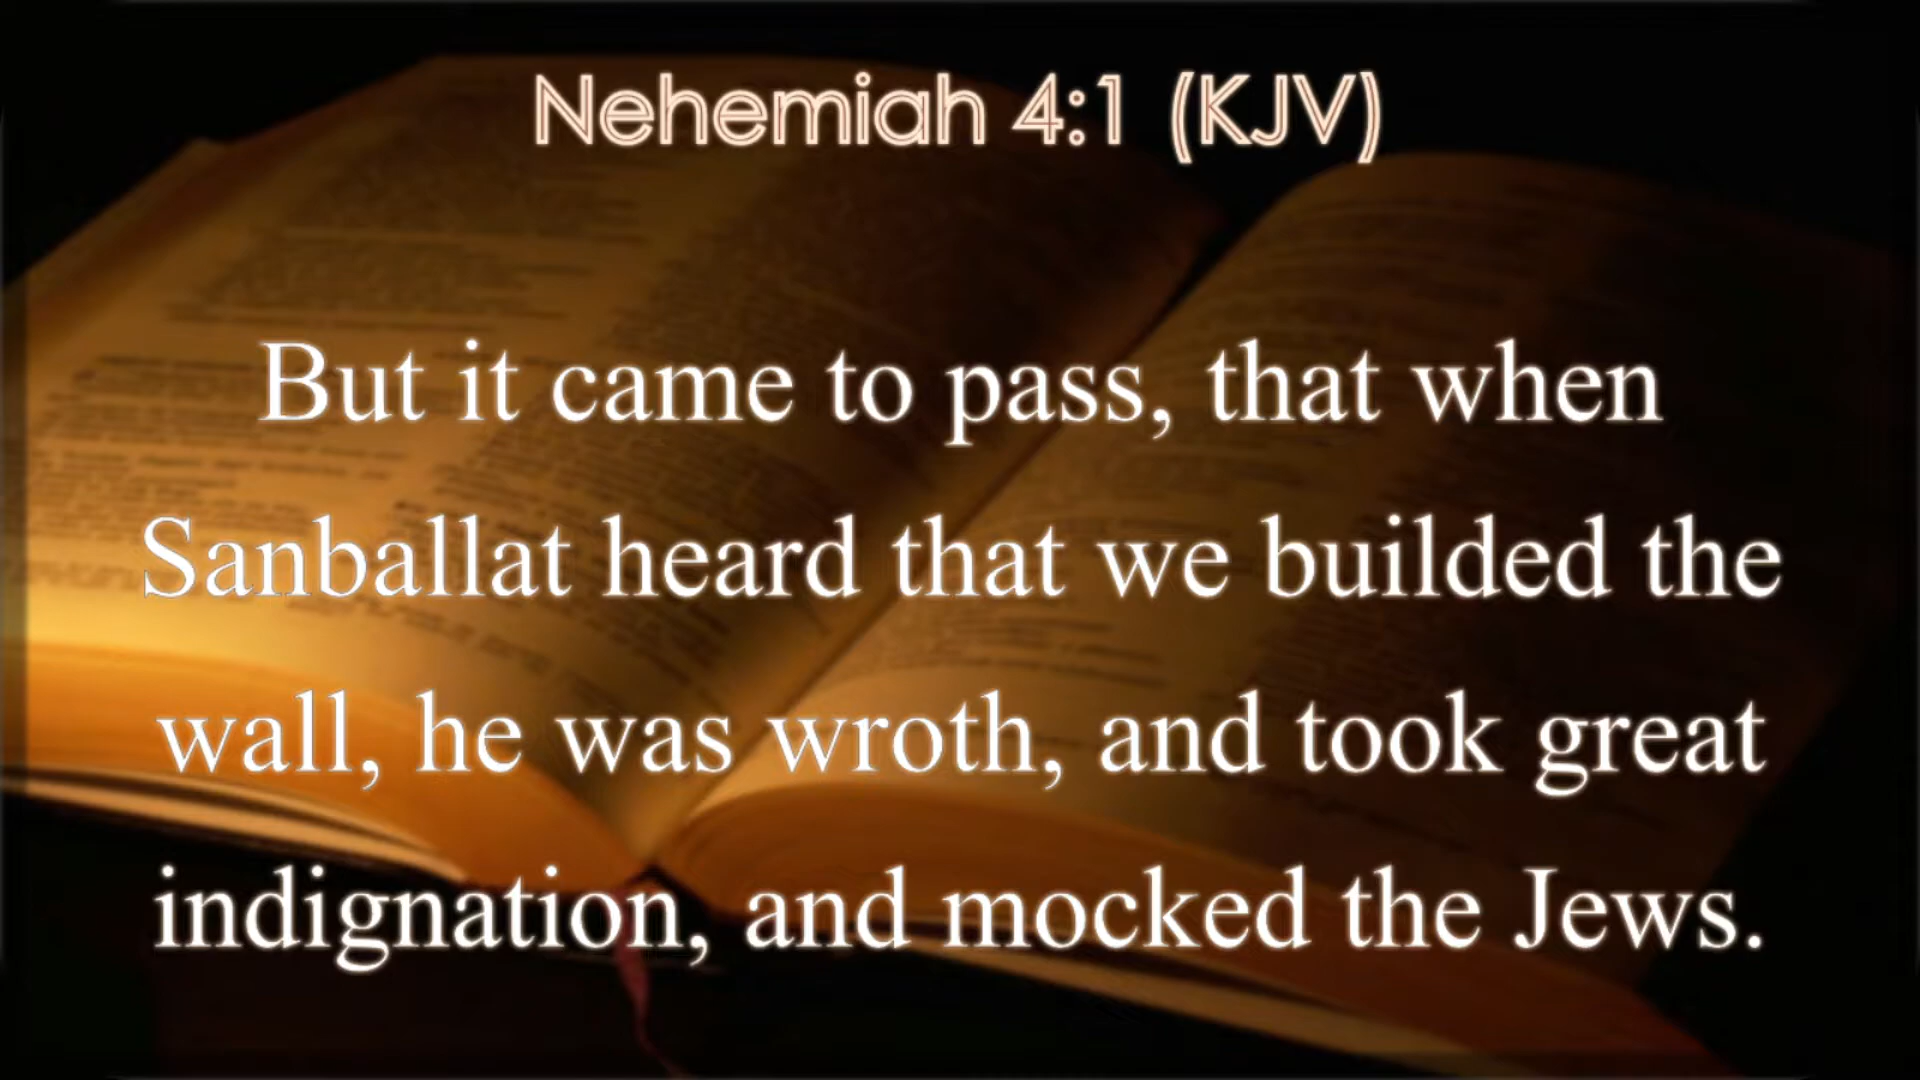 Nehemiah 4:1 (KJV)
But it came to pass, that when
Sanballat heard that we builded the
wall, he was wroth, and took great
indignation, and mocked the Jews.